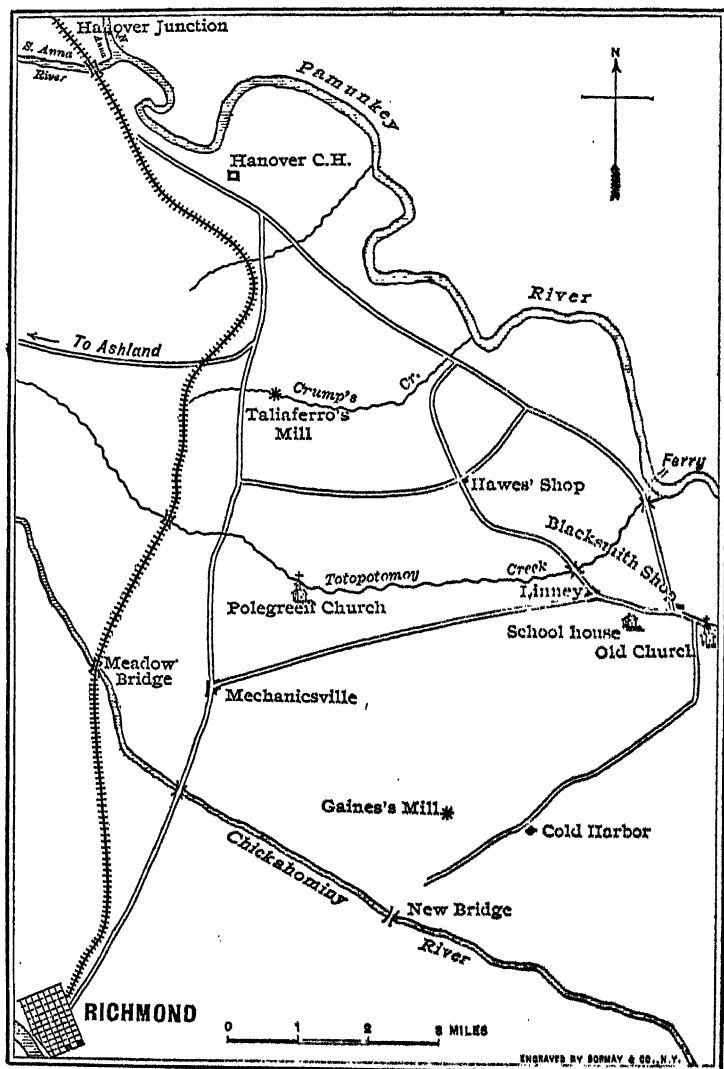 Hanover Junction
N. Anna
S. Anna
River
Pamunkey
N
Hanover C.H.
River
To Ashland
Crump's Cr.
Taliaferro's
Mill
Ferry
Hawes' Shop
Blacksmith Shop
Totopotomoy Creek
Linney
Polegreen Church
School house
Old Church
Meadow
Bridge
Mechanicsville
Gaines's Mill
Cold Harbor
Chickahominy
New Bridge
River
RICHMOND
0 1 2 3 MILES
ENGRAVED BY BORMAY & CO., N.Y.